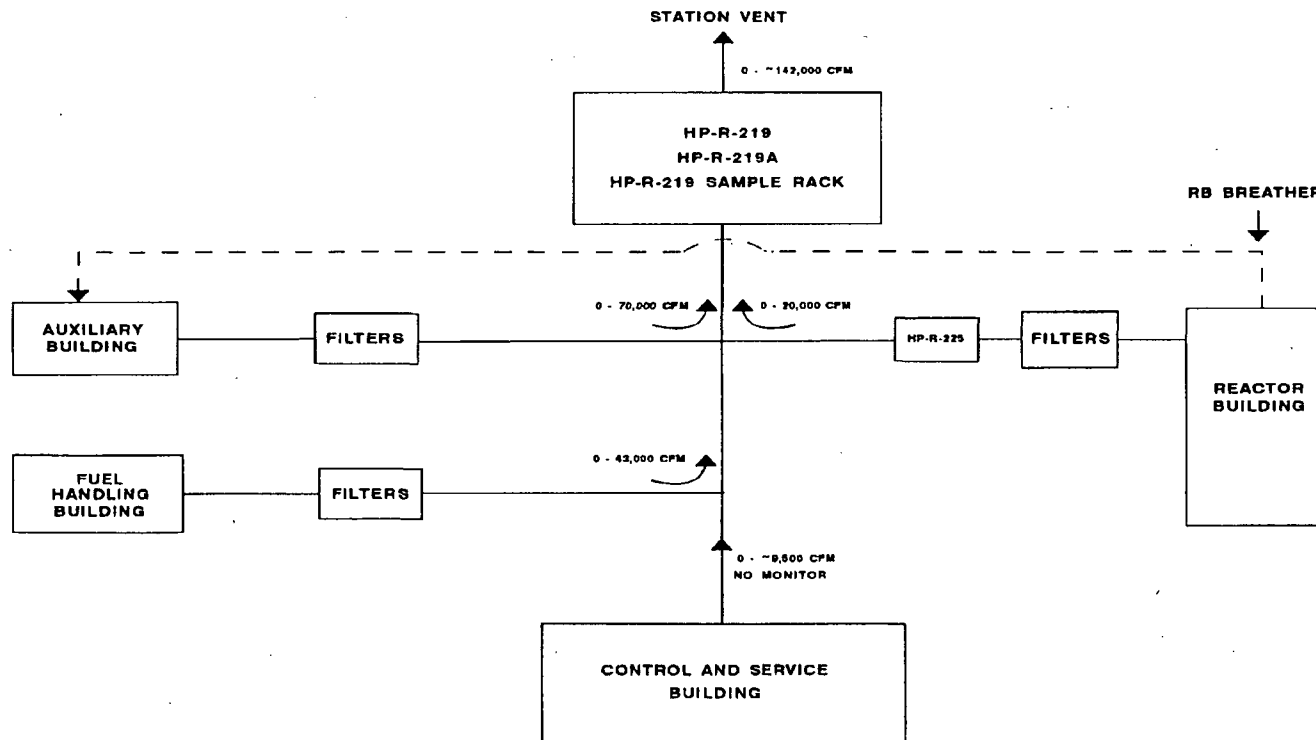 STATION VENT
0 - ~142,000 CFM
HP-R-219
HP-R-219A
HP-R-219 SAMPLE RACK
RB BREATHER
0 - 70,000 CFM
0 - 20,000 CFM
AUXILIARY
BUILDING
FILTERS
HP-R-225
FILTERS
REACTOR
BUILDING
0 - 43,000 CFM
FUEL
HANDLING
BUILDING
FILTERS
0 - ~9,500 CFM
NO MONITOR
CONTROL AND SERVICE
BUILDING